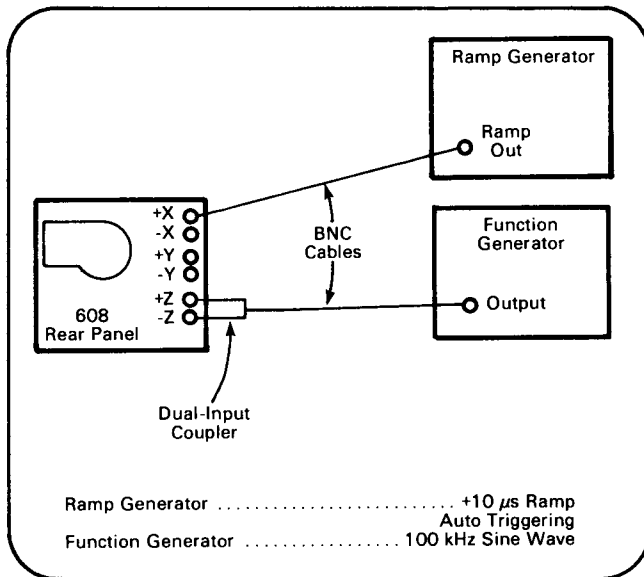 Ramp Generator
Ramp
Out
+X
-X
+Y
-Y
+Z
-Z
608
Rear Panel
BNC
Cables
Function
Generator
Output
Dual-Input
Coupler
Ramp Generator ........................... +10 μs Ramp
Auto Triggering
Function Generator .................. 100 kHz Sine Wave